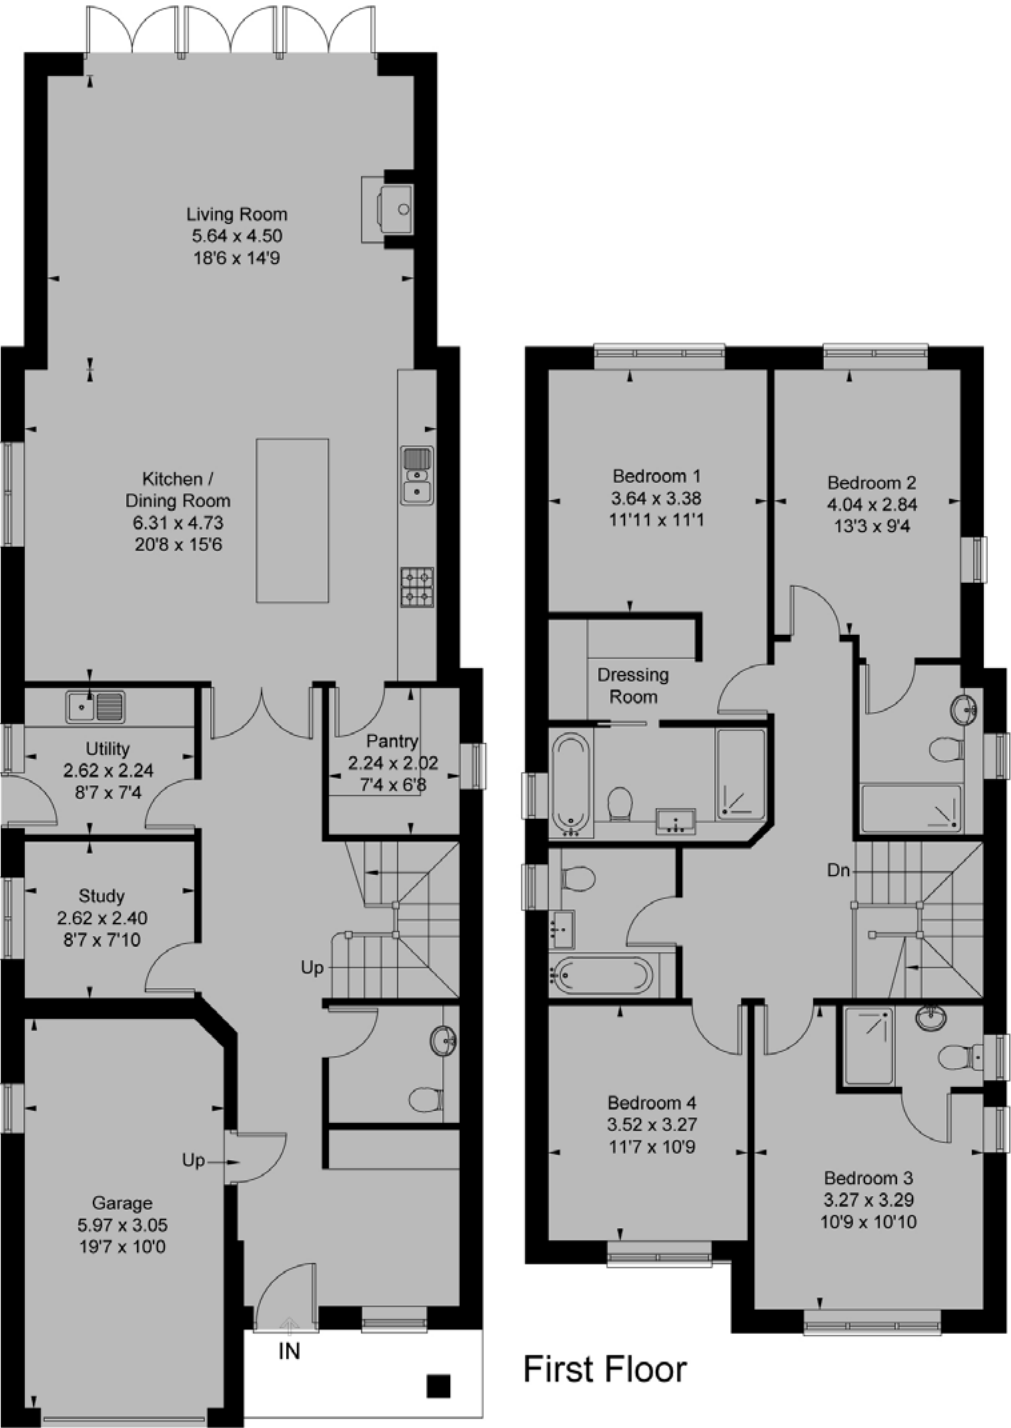 Living Room
5.64 x 4.50
18'6 x 14'9
Kitchen /
Dining Room
6.31 x 4.73
20'8 x 15'6
Utility
2.62 x 2.24
8'7 x 7'4
Pantry
2.24 x 2.02
7'4 x 6'8
Study
2.62 x 2.40
8'7 x 7'10
Up
Up
Garage
5.97 x 3.05
19'7 x 10'0
IN
Bedroom 1
3.64 x 3.38
11'11 x 11'1
Bedroom 2
4.04 x 2.84
13'3 x 9'4
Dressing
Room
Dn
Bedroom 4
3.52 x 3.27
11'7 x 10'9
Bedroom 3
3.27 x 3.29
10'9 x 10'10
First Floor